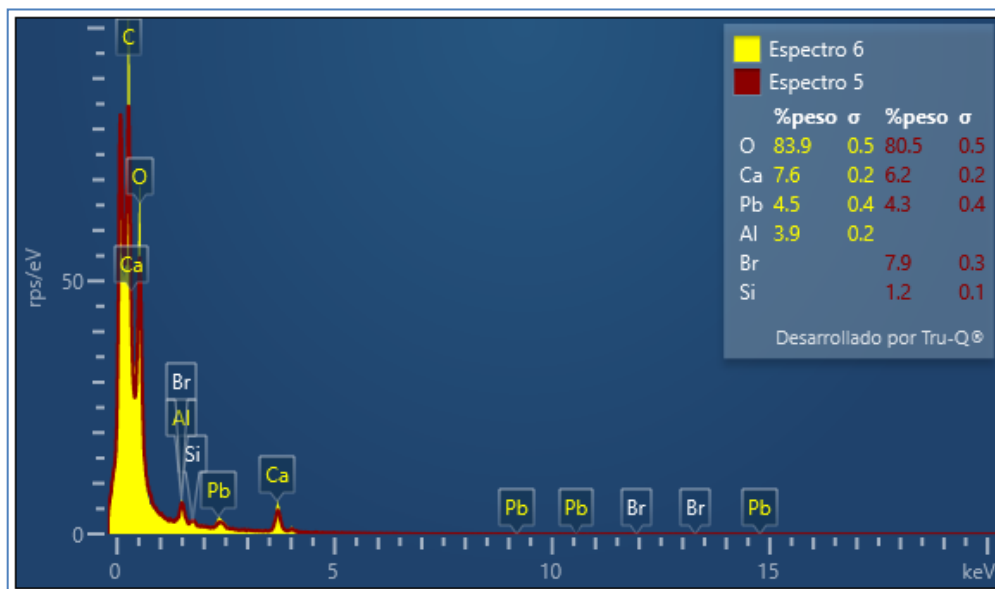 C
O
Ca
rps/eV
50
0
Br
Al
Si
Pb
Ca
Pb
Pb
Br
Br
Pb
0
5
10
15
keV
Espectro 6
Espectro 5
%peso σ %peso σ
O 83.9 0.5 80.5 0.5
Ca 7.6 0.2 6.2 0.2
Pb 4.5 0.4 4.3 0.4
Al 3.9 0.2
Br 7.9 0.3
Si 1.2 0.1
Desarrollado por Tru-Q®